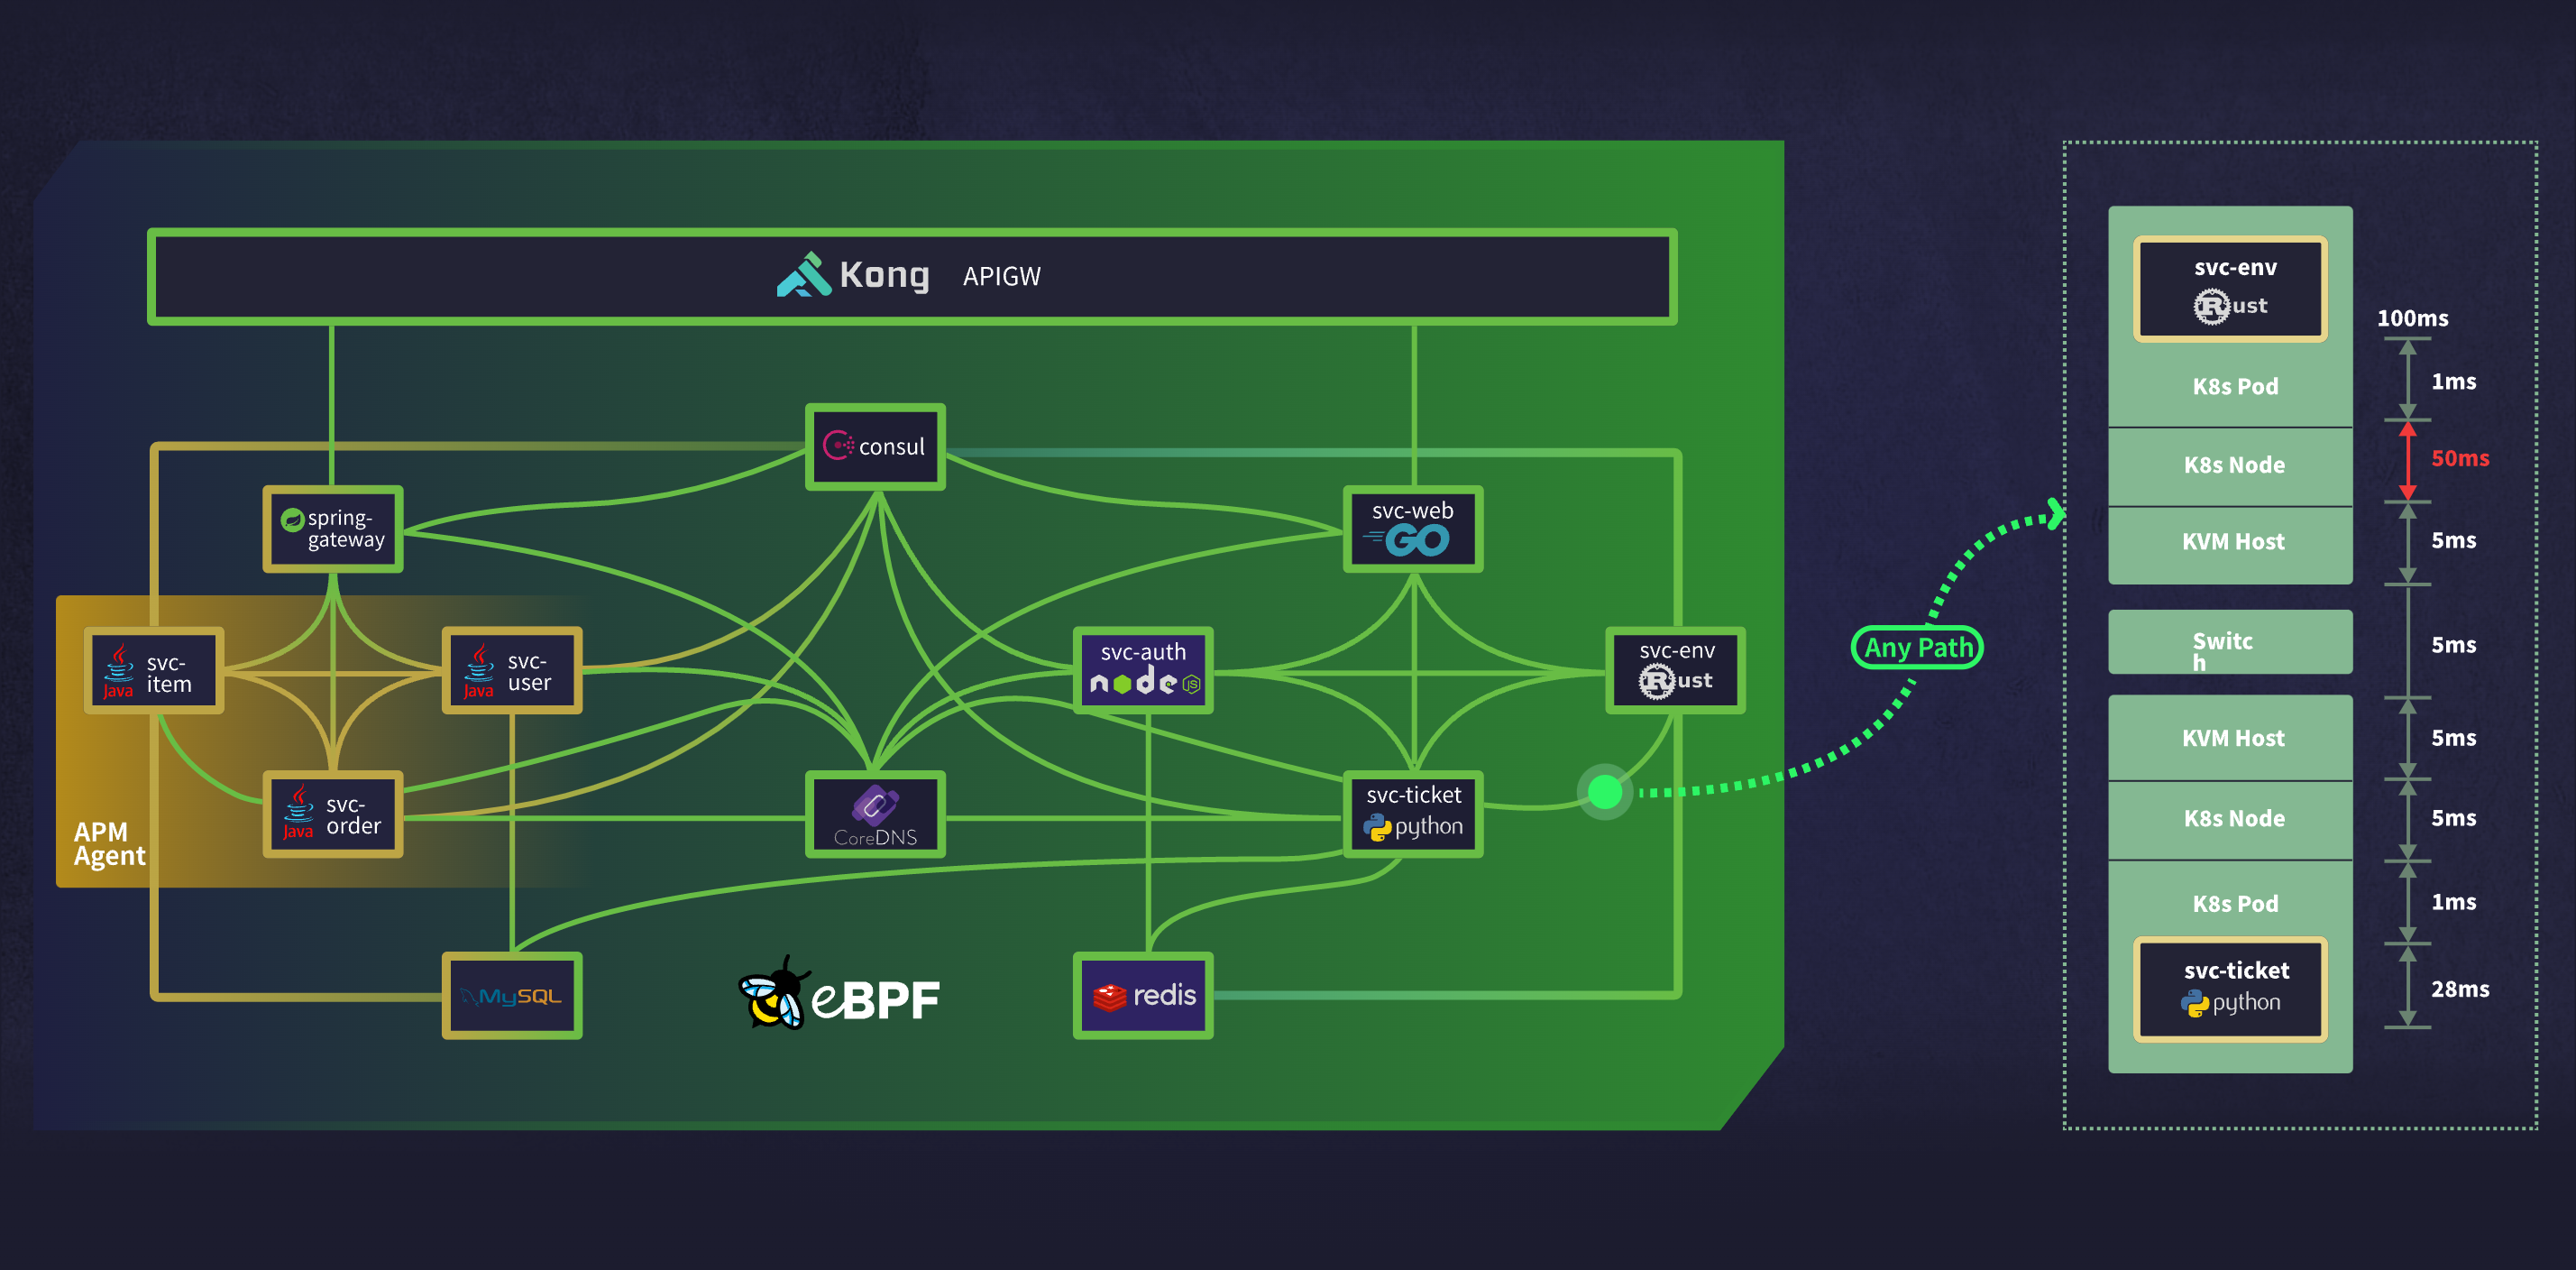 Kong APIGW
consul
spring-
gateway
svc-web
GO
Java
svc-
item
Java
svc-
user
svc-auth
node JS
svc-env
Rust
Java
svc-
order
CoreDNS
svc-ticket
python
APM
Agent
MySQL
eBPF
redis
Any Path
svc-env
Rust
100ms
K8s Pod
1ms
K8s Node
50ms
KVM Host
5ms
Switc
h
5ms
KVM Host
5ms
K8s Node
5ms
K8s Pod
1ms
svc-ticket
python
28ms